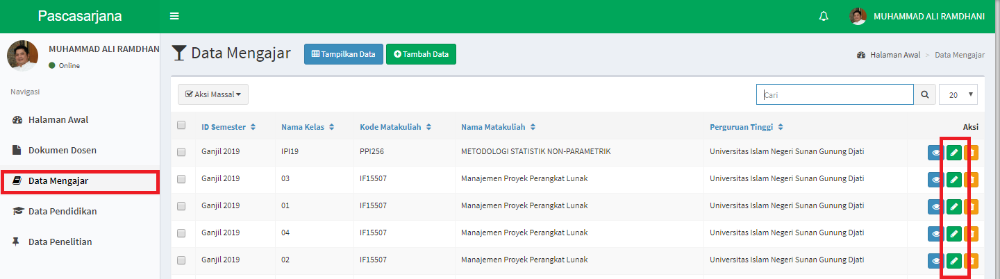 Pascasarjana
MUHAMMAD ALI RAMDHANI
MUHAMMAD ALI RAMDHAN
Online
Navigasi
Halaman Awal
Dokumen Dosen
Data Mengajar
Data Pendidikan
Data Penelitian
Data Mengajar Tampilkan Data Tambah Data
Halaman Awal > Data Mengajar
Aksi Massal Cari 20
ID Semester Nama Kelas Kode Matakuliah Nama Matakuliah Perguruan Tinggi Aksi
Ganjil 2019 IPI19 PPI256 METODOLOGI STATISTIK NON-PARAMETRIK Universitas Islam Negeri Sunan Gunung Djati
Ganjil 2019 03 IF15507 Manajemen Proyek Perangkat Lunak Universitas Islam Negeri Sunan Gunung Djati
Ganjil 2019 01 IF15507 Manajemen Proyek Perangkat Lunak Universitas Islam Negeri Sunan Gunung Djati
Ganjil 2019 04 IF15507 Manajemen Proyek Perangkat Lunak Universitas Islam Negeri Sunan Gunung Djati
Ganjil 2019 02 IF15507 Manajemen Proyek Perangkat Lunak Universitas Islam Negeri Sunan Gunung Djati